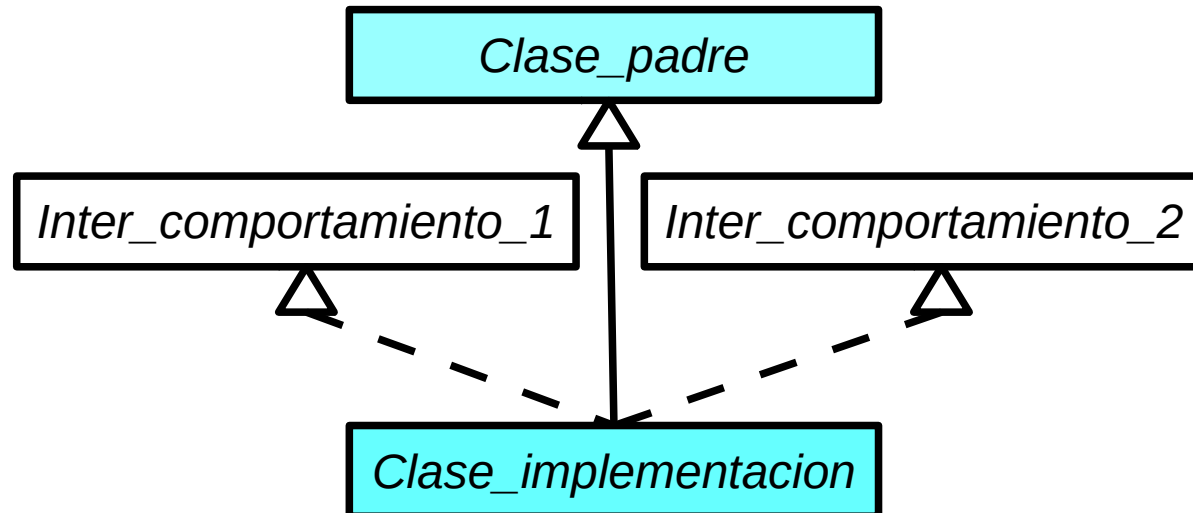 Clase_padre
Inter_comportamiento_1
Inter_comportamiento_2
Clase_implementacion